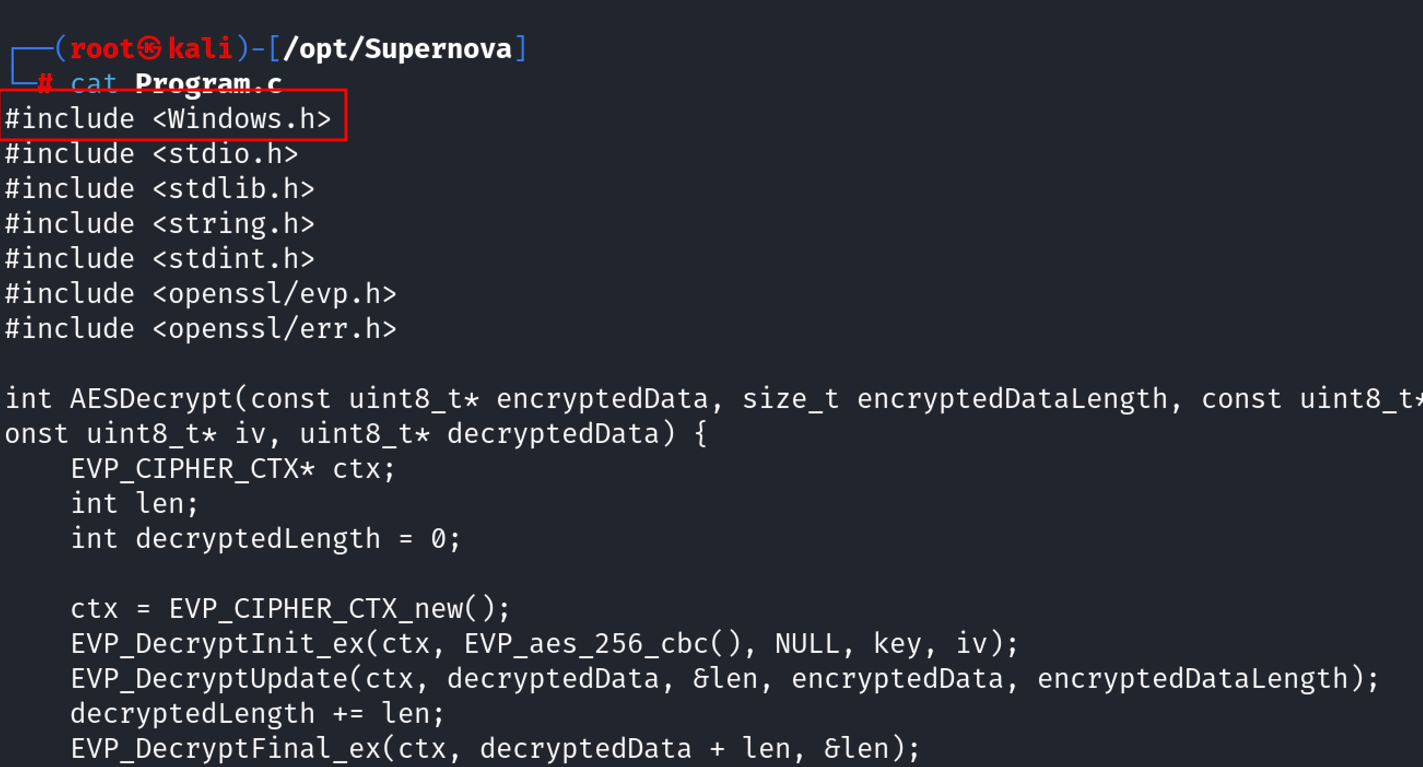 ┌──(root㉿kali)-[/opt/Supernova]
└─# cat Program.c
#include <Windows.h>
#include <stdio.h>
#include <stdlib.h>
#include <string.h>
#include <stdint.h>
#include <openssl/evp.h>
#include <openssl/err.h>
int AESDecrypt(const uint8_t* encryptedData, size_t encryptedDataLength, const uint8_t*
onst uint8_t* iv, uint8_t* decryptedData) {
    EVP_CIPHER_CTX* ctx;
    int len;
    int decryptedLength = 0;
    ctx = EVP_CIPHER_CTX_new();
    EVP_DecryptInit_ex(ctx, EVP_aes_256_cbc(), NULL, key, iv);
    EVP_DecryptUpdate(ctx, decryptedData, &len, encryptedData, encryptedDataLength);
    decryptedLength += len;
    EVP_DecryptFinal_ex(ctx, decryptedData + len, &len);